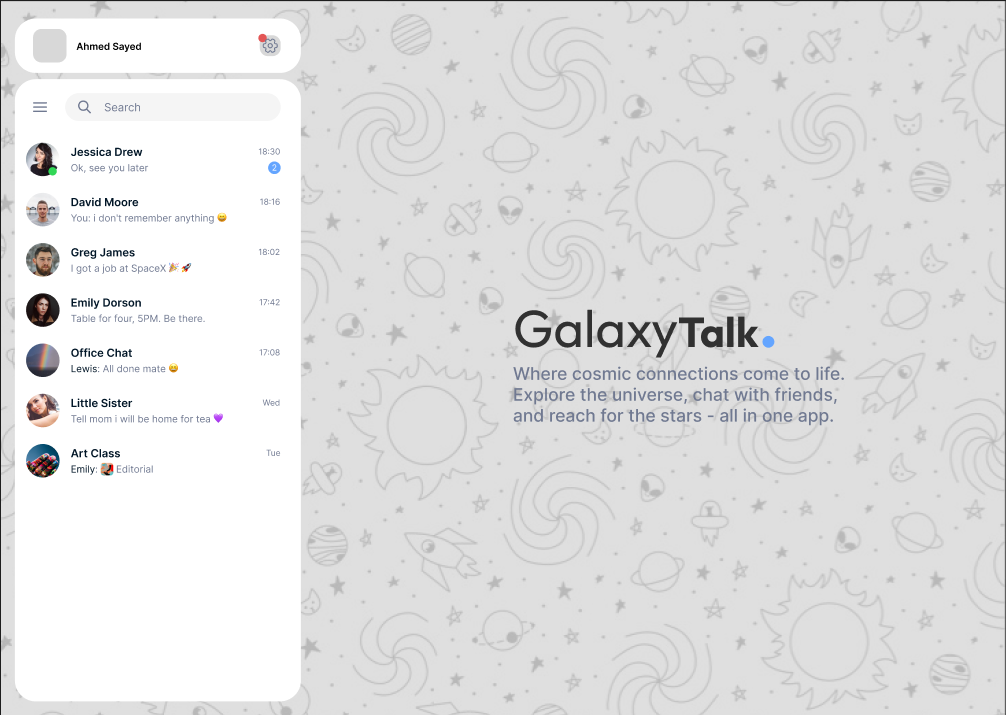 Ahmed Sayed
Search
Jessica Drew 18:30
Ok, see you later 2
David Moore 18:16
You: i don't remember anything 😄
Greg James 18:02
I got a job at SpaceX 🎉 🚀
Emily Dorson 17:42
Table for four, 5PM. Be there.
Office Chat 17:08
Lewis: All done mate 😄
Little Sister Wed
Tell mom i will be home for tea 💜
Art Class Tue
Emily: Editorial
GalaxyTalk.
Where cosmic connections come to life.
Explore the universe, chat with friends,
and reach for the stars - all in one app.